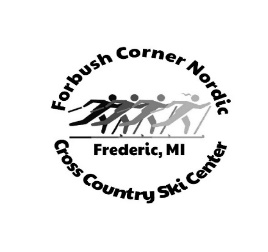 Forbush Corner Nordic
Frederic, MI
Cross Country Ski Center